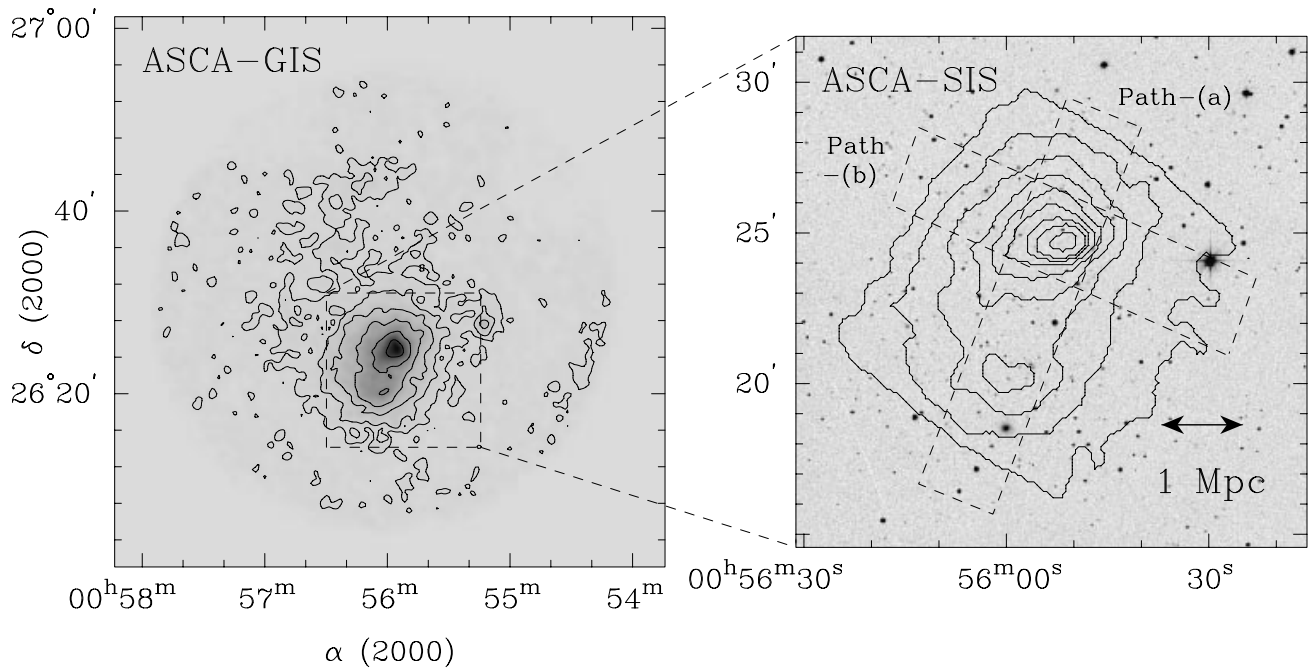 ASCA-GIS
27°00'
40'
26°20'
δ (2000)
00ʰ58ᵐ 57ᵐ 56ᵐ 55ᵐ 54ᵐ
α (2000)
ASCA-SIS
Path-(a)
Path
-(b)
30'
25'
20'
1 Mpc
00ʰ56ᵐ30ˢ 56ᵐ00ˢ 30ˢ